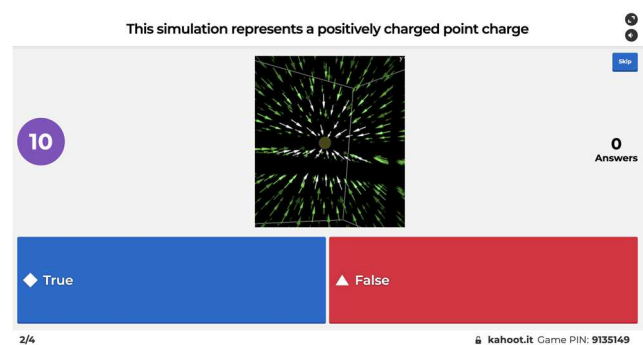 This simulation represents a positively charged point charge
Skip
y
10
0
Answers
True
False
2/4
kahoot.it Game PIN: 9135149